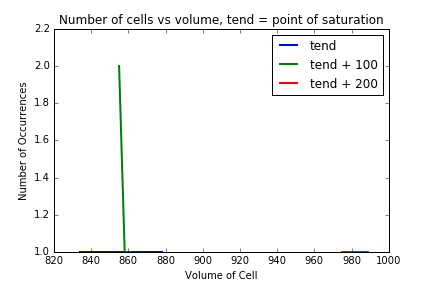 Number of cells vs volume, tend = point of saturation
2.2
2.0
1.8
1.6
1.4
1.2
1.0
Number of Occurrences
tend
tend + 100
tend + 200
820 840 860 880 900 920 940 960 980 1000
Volume of Cell